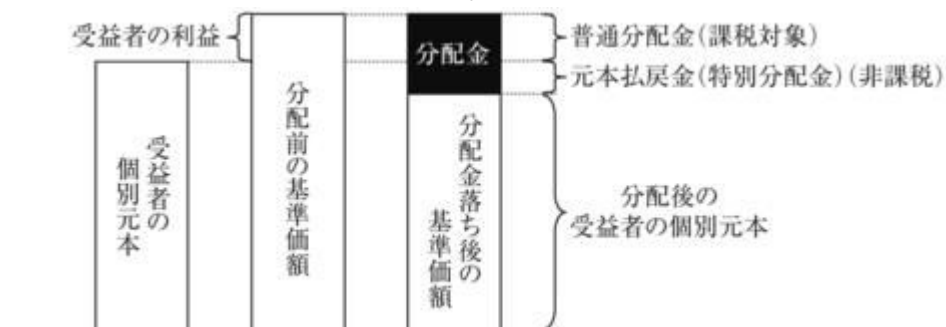 受益者の利益
分配金
普通分配金(課税対象)
元本払戻金(特別分配金)(非課税)
受益者の
個別元本
分配前の基準価額
分配金落ち後の
基準価額
分配後の
受益者の個別元本